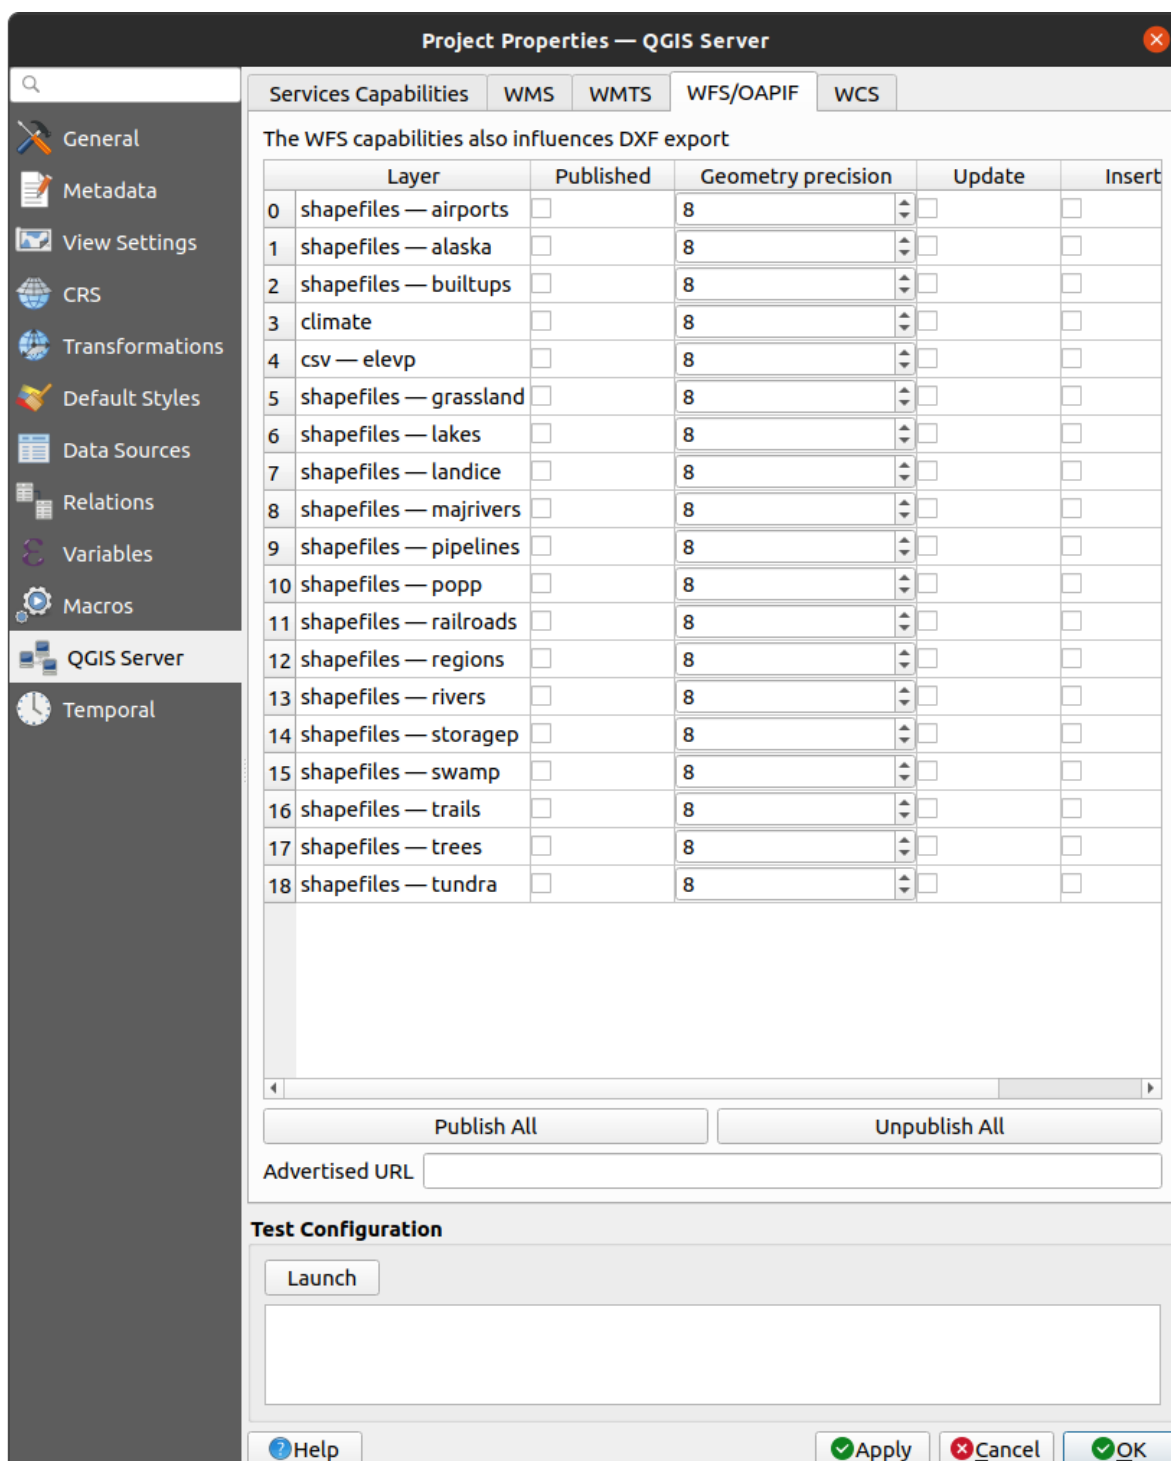 Project Properties — QGIS Server
General
Metadata
View Settings
CRS
Transformations
Default Styles
Data Sources
Relations
Variables
Macros
QGIS Server
Temporal
Services Capabilities WMS WMTS WFS/OAPIF WCS
The WFS capabilities also influences DXF export
Layer Published Geometry precision Update Insert
0 shapefiles — airports 8
1 shapefiles — alaska 8
2 shapefiles — builtups 8
3 climate 8
4 csv — elevp 8
5 shapefiles — grassland 8
6 shapefiles — lakes 8
7 shapefiles — landice 8
8 shapefiles — majrivers 8
9 shapefiles — pipelines 8
10 shapefiles — popp 8
11 shapefiles — railroads 8
12 shapefiles — regions 8
13 shapefiles — rivers 8
14 shapefiles — storagep 8
15 shapefiles — swamp 8
16 shapefiles — trails 8
17 shapefiles — trees 8
18 shapefiles — tundra 8
Publish All Unpublish All
Advertised URL
Test Configuration
Launch
Help Apply Cancel OK